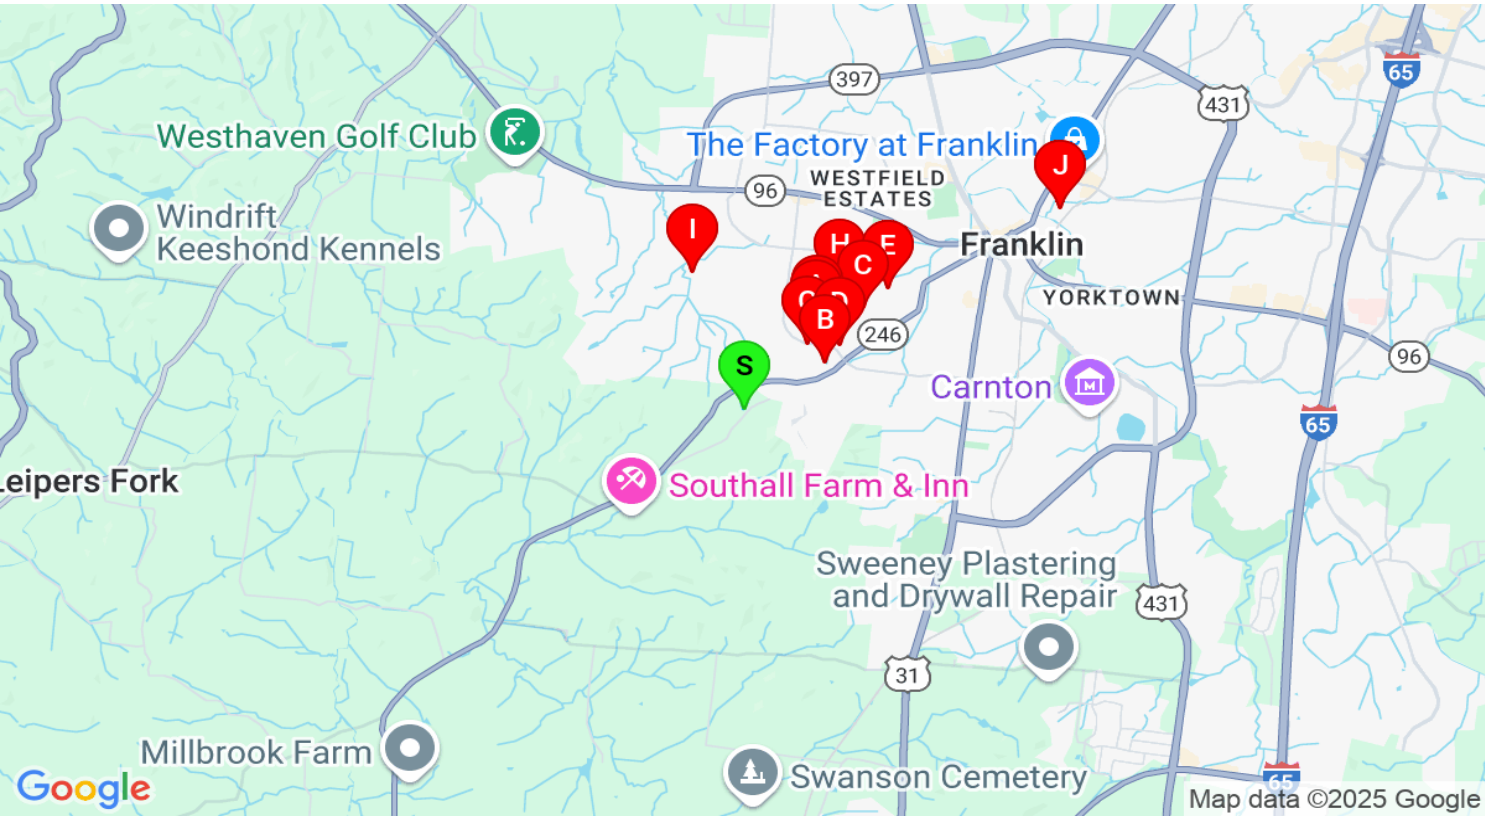 65
397
431
Westhaven Golf Club
The Factory at Franklin
J
WESTFIELD
ESTATES
96
Windrift
Keeshond Kennels
I
H
E
C
Franklin
YORKTOWN
D
B
246
96
S
Carnton
65
Leipers Fork
Southall Farm & Inn
Sweeney Plastering
and Drywall Repair
431
31
Millbrook Farm
Swanson Cemetery
65
Google
Map data ©2025 Google